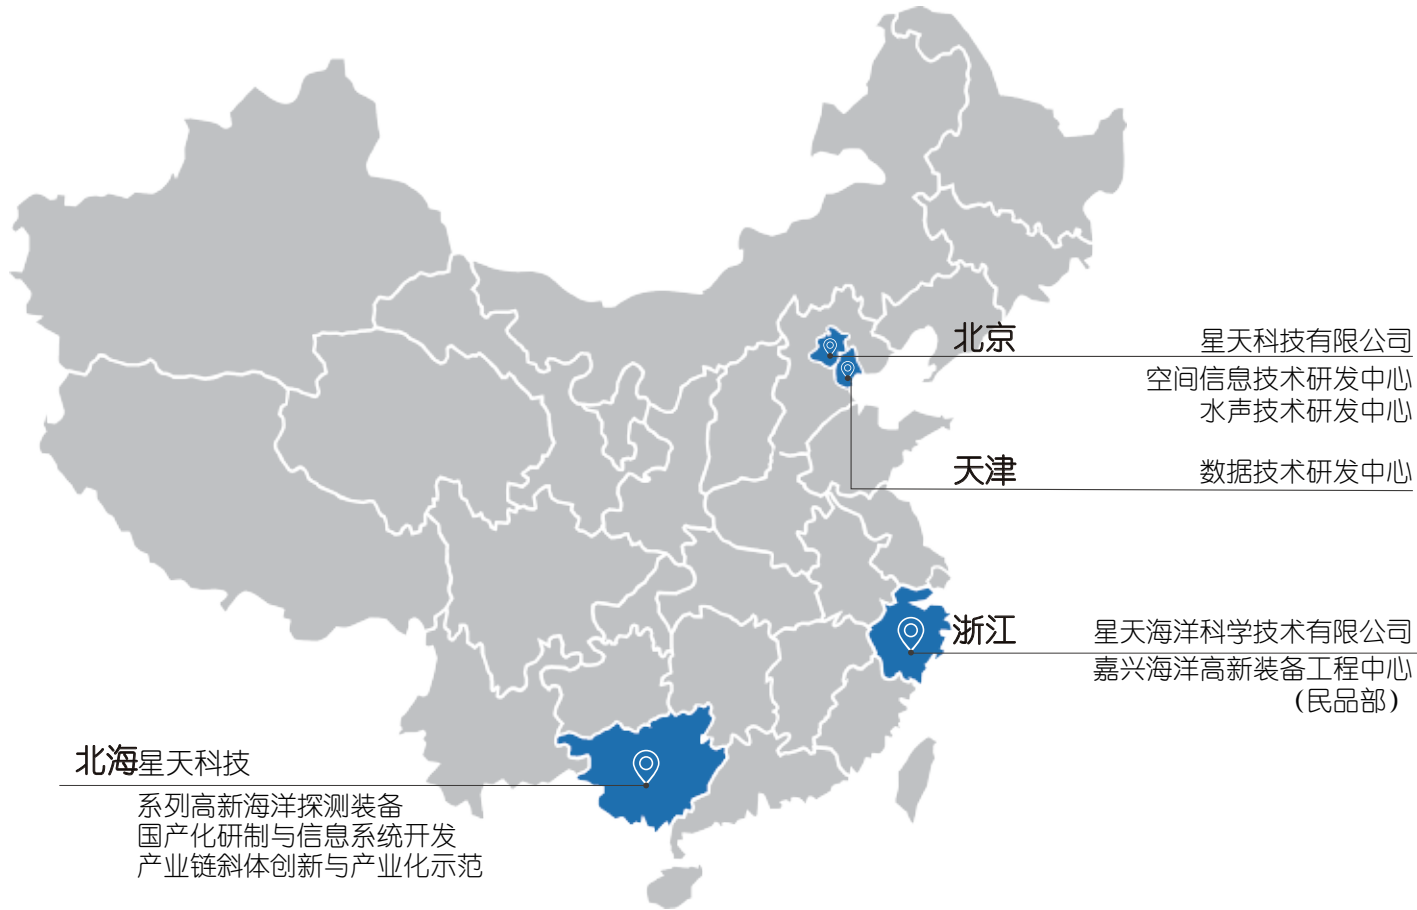 北京 星天科技有限公司
空间信息技术研发中心
水声技术研发中心
天津 数据技术研发中心
浙江 星天海洋科学技术有限公司
嘉兴海洋高新装备工程中心
(民品部)
北海星天科技
系列高新海洋探测装备
国产化研制与信息系统开发
产业链斜体创新与产业化示范